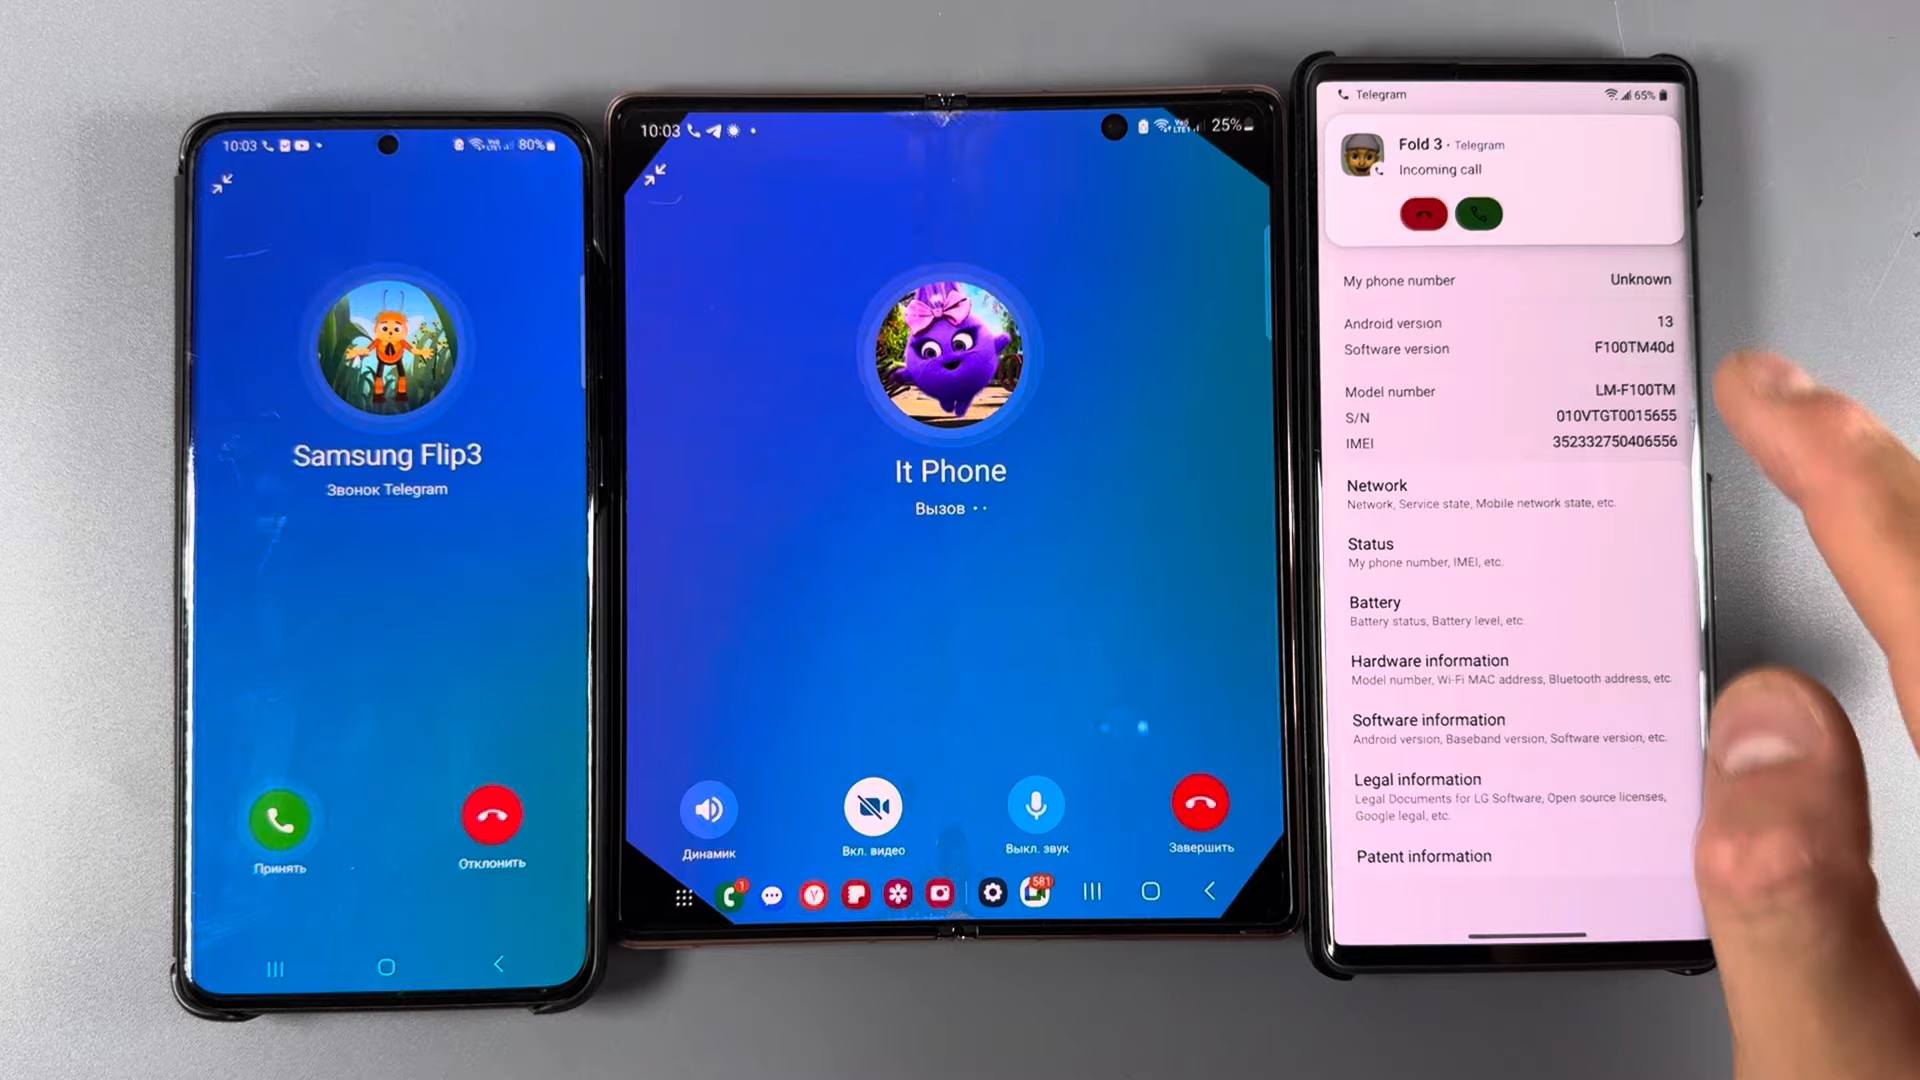 10:03
80%
Samsung Flip3
Звонок Telegram
Принять
Отклонить
10:03
25%
It Phone
Вызов
Динамик
Вкл. видео
Выкл. звук
Завершить
1
581
Telegram
65%
Fold 3 · Telegram
Incoming call
My phone number Unknown
Android version 13
Software version F100TM40d
Model number LM-F100TM
S/N 010VTGT0015655
IMEI 352332750406556
Network
Network, Service state, Mobile network state, etc.
Status
My phone number, IMEI, etc.
Battery
Battery status, Battery level, etc.
Hardware information
Model number, Wi-Fi MAC address, Bluetooth address, etc.
Software information
Android version, Baseband version, Software version, etc.
Legal information
Legal Documents for LG Software, Open source licenses,
Google legal, etc.
Patent information